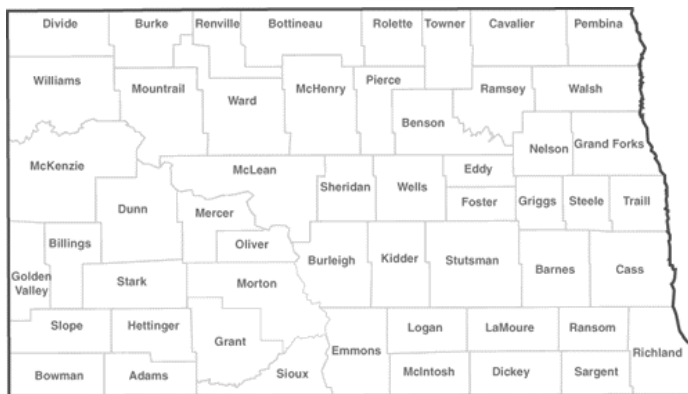 Divide
Burke
Renville
Bottineau
Rolette
Towner
Cavalier
Pembina
Williams
Mountrail
Ward
McHenry
Pierce
Ramsey
Walsh
Benson
McKenzie
McLean
Nelson
Grand Forks
Eddy
Sheridan
Wells
Dunn
Mercer
Foster
Griggs
Steele
Traill
Billings
Oliver
Burleigh
Kidder
Stutsman
Barnes
Cass
Golden
Valley
Stark
Morton
Slope
Hettinger
Grant
Emmons
Logan
LaMoure
Ransom
Richland
Bowman
Adams
Sioux
McIntosh
Dickey
Sargent